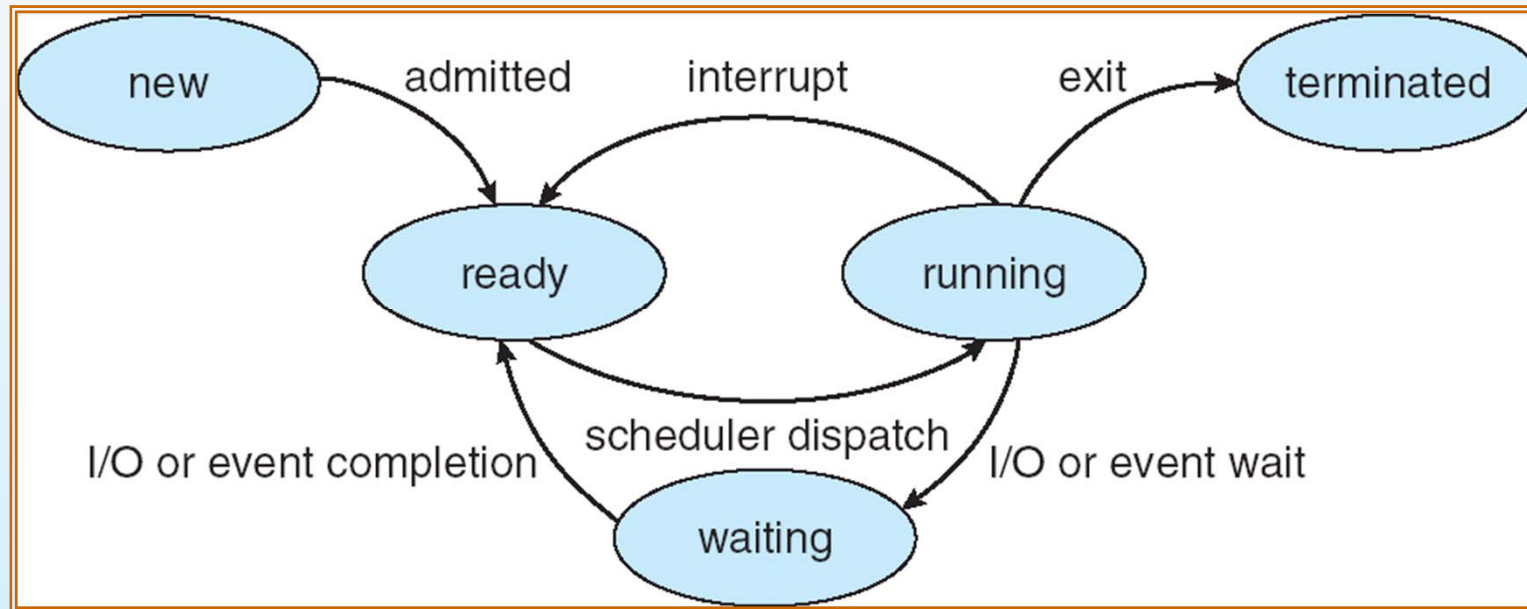 new
admitted
interrupt
exit
terminated
ready
running
scheduler dispatch
I/O or event completion
I/O or event wait
waiting